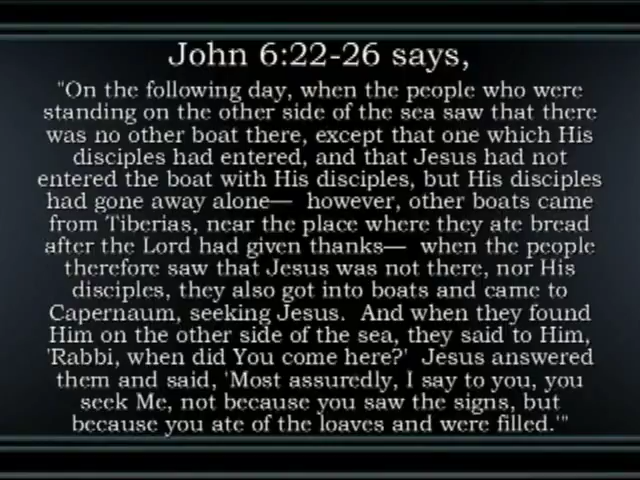 John 6:22-26 says,
"On the following day, when the people who were
standing on the other side of the sea saw that there
was no other boat there, except that one which His
disciples had entered, and that Jesus had not
entered the boat with His disciples, but His disciples
had gone away alone— however, other boats came
from Tiberias, near the place where they ate bread
after the Lord had given thanks— when the people
therefore saw that Jesus was not there, nor His
disciples, they also got into boats and came to
Capernaum, seeking Jesus. And when they found
Him on the other side of the sea, they said to Him,
'Rabbi, when did You come here?' Jesus answered
them and said, 'Most assuredly, I say to you, you
seek Me, not because you saw the signs, but
because you ate of the loaves and were filled.'"